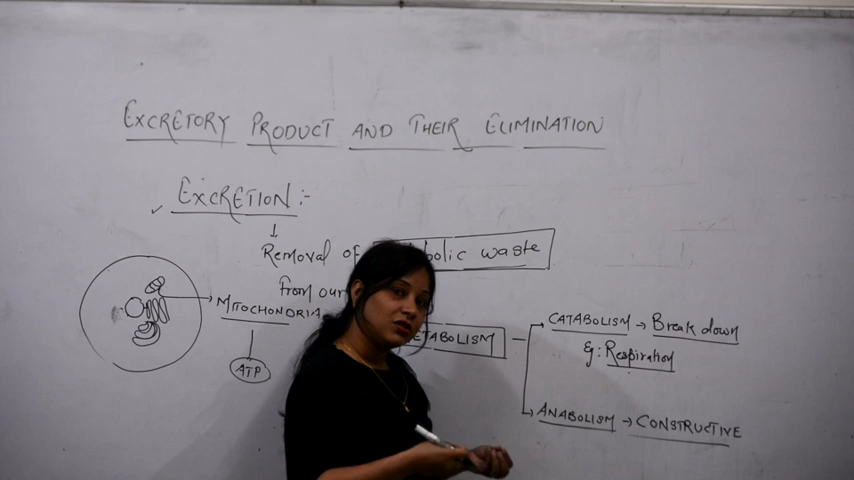 EXCRETORY PRODUCT AND THEIR ELIMINATION
EXCRETION :-
Removal of bolic waste
from our
MITOCHONDRIA
ATP
ETABOLISM
CATABOLISM → Break down
Eg: Respiration
ANABOLISM → CONSTRUCTIVE